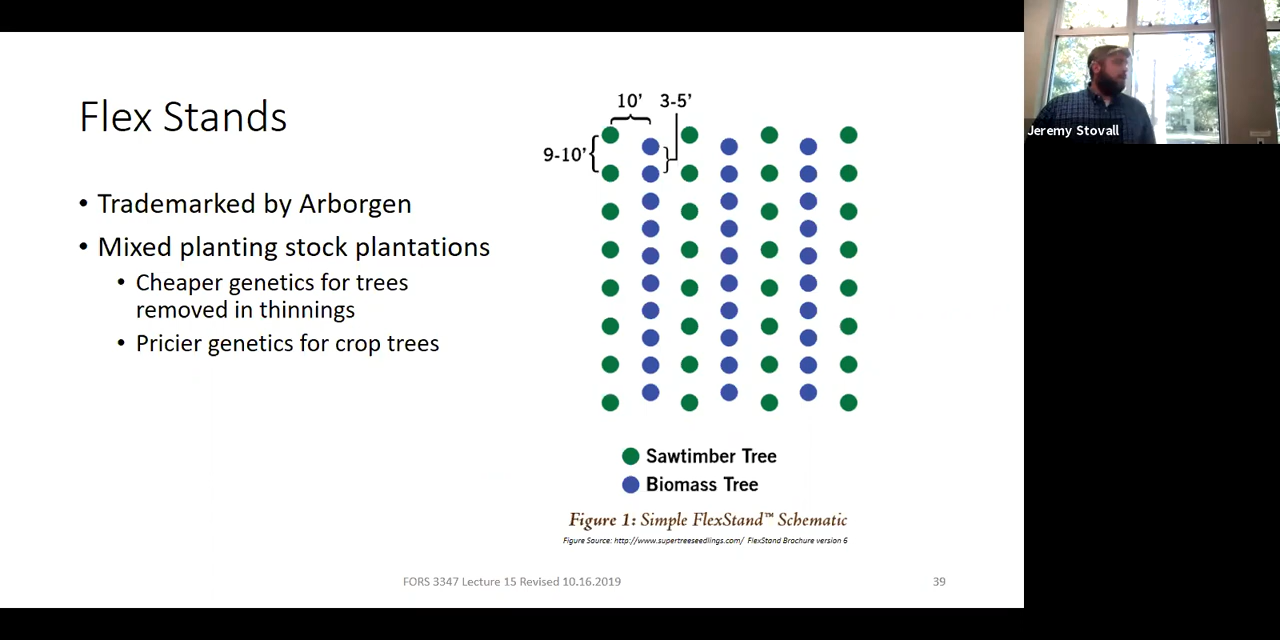 Flex Stands
• Trademarked by Arborgen
• Mixed planting stock plantations
• Cheaper genetics for trees
removed in thinnings
• Pricier genetics for crop trees
10’ 3-5’
9-10’
Sawtimber Tree
Biomass Tree
Figure 1: Simple FlexStand™ Schematic
Figure Source: http://www.supertreeseedlings.com/ FlexStand Brochure version 6
FORS 3347 Lecture 15 Revised 10.16.2019
39
Jeremy Stovall